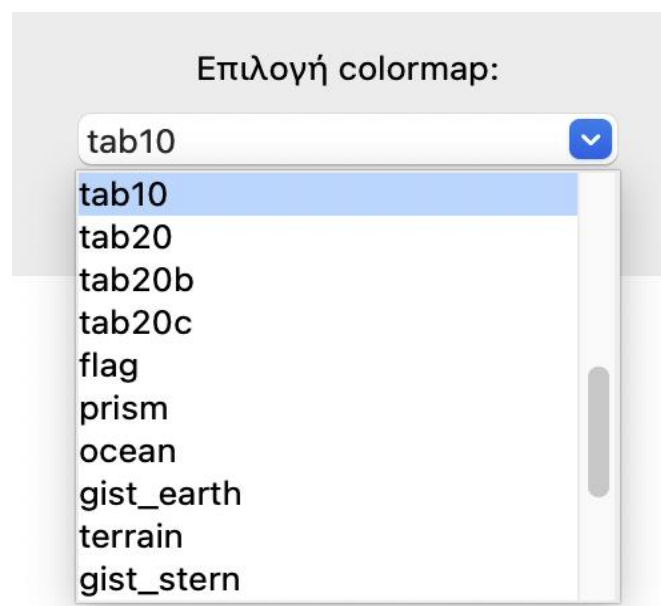 Επιλογή colormap:
tab10
tab10
tab20
tab20b
tab20c
flag
prism
ocean
gist_earth
terrain
gist_stern